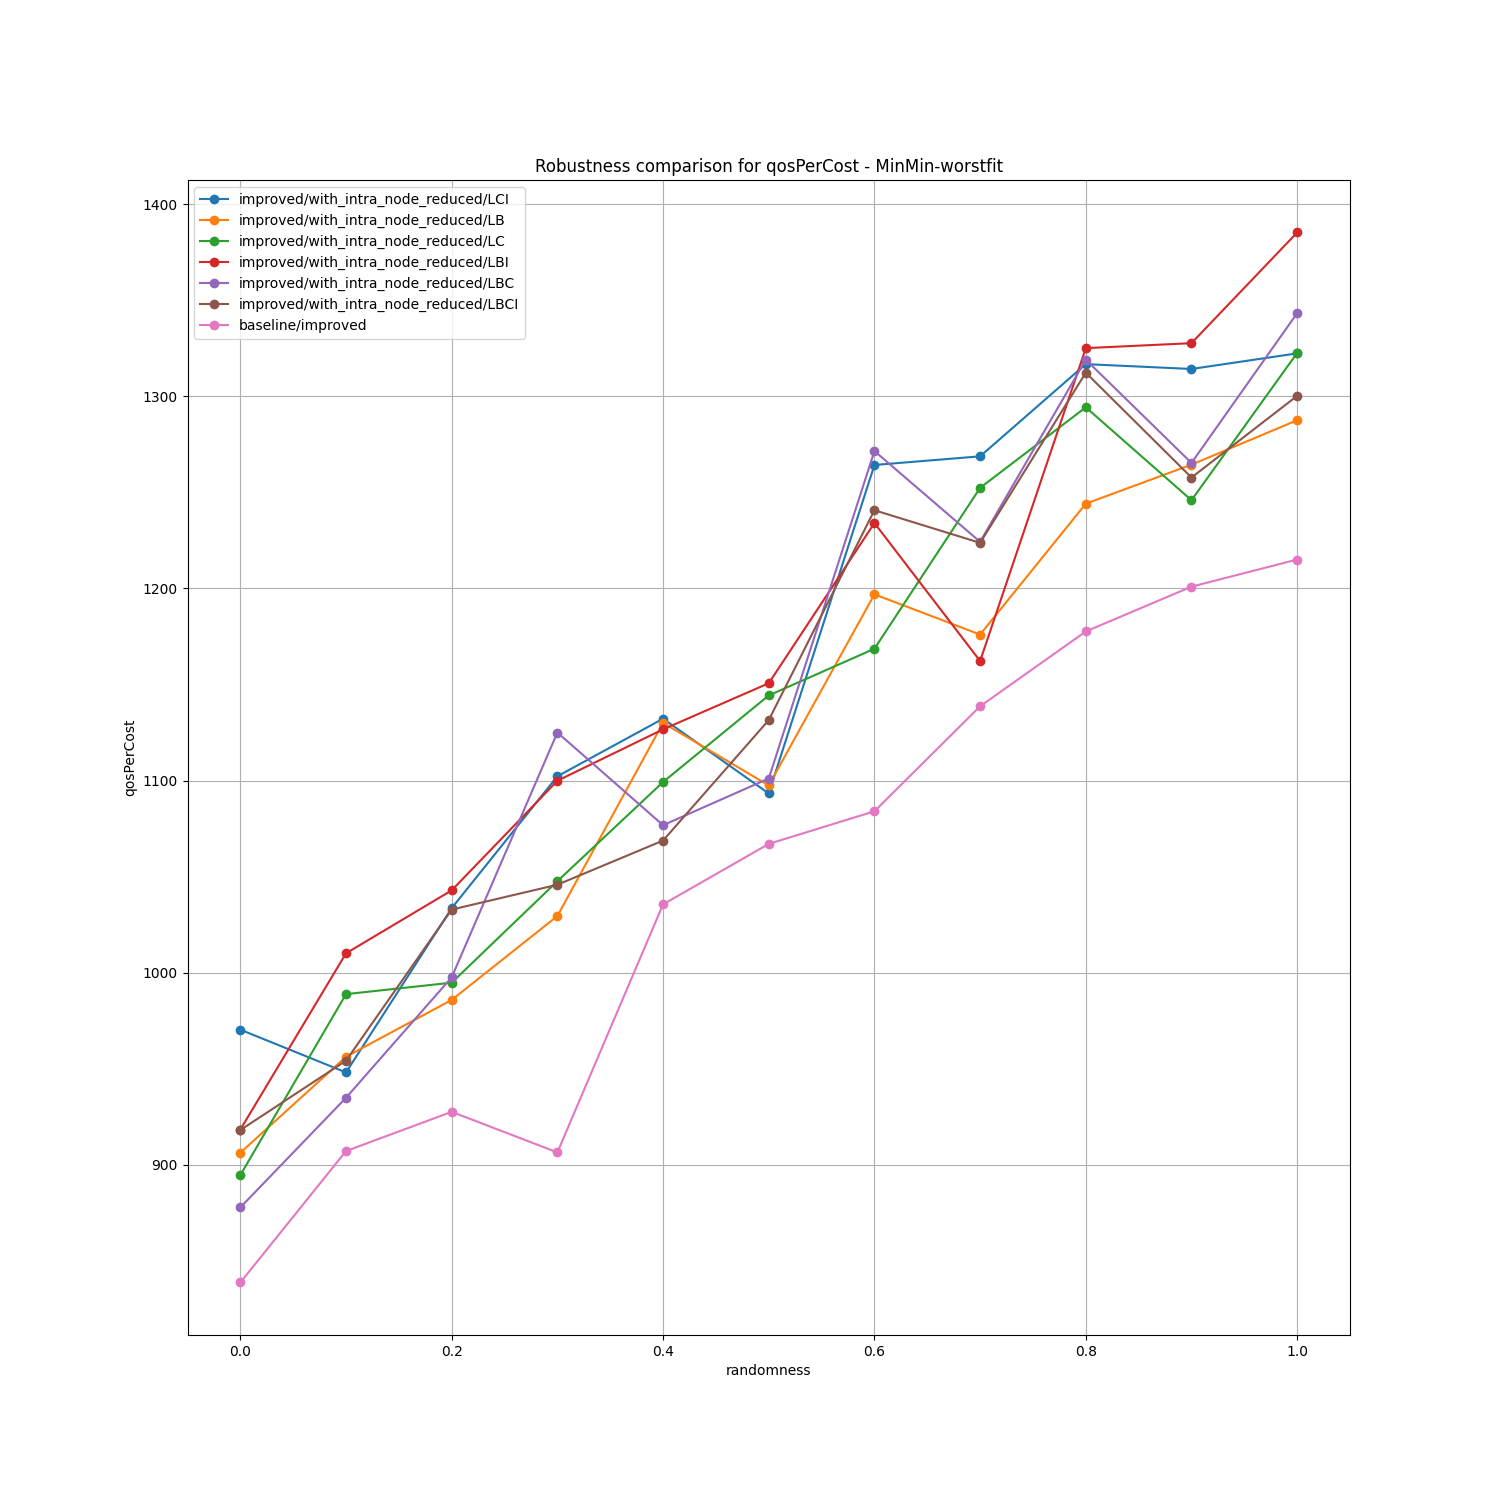 Robustness comparison for qosPerCost - MinMin-worstfit
improved/with_intra_node_reduced/LCI
improved/with_intra_node_reduced/LB
improved/with_intra_node_reduced/LC
improved/with_intra_node_reduced/LBI
improved/with_intra_node_reduced/LBC
improved/with_intra_node_reduced/LBCI
baseline/improved
1400
1300
1200
1100
1000
900
qosPerCost
0.0 0.2 0.4 0.6 0.8 1.0
randomness